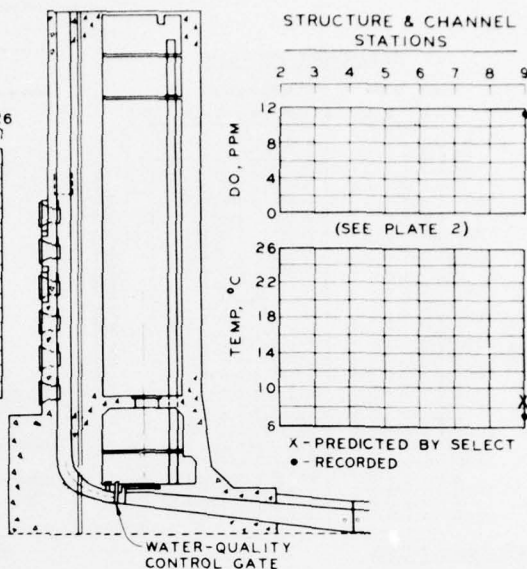 STRUCTURE & CHANNEL
STATIONS
2 3 4 5 6 7 8 9
26
12
8
4
0
DO, PPM
(SEE PLATE 2)
26
22
18
14
10
6
TEMP, °C
X - PREDICTED BY SELECT
● - RECORDED
WATER-QUALITY
CONTROL GATE